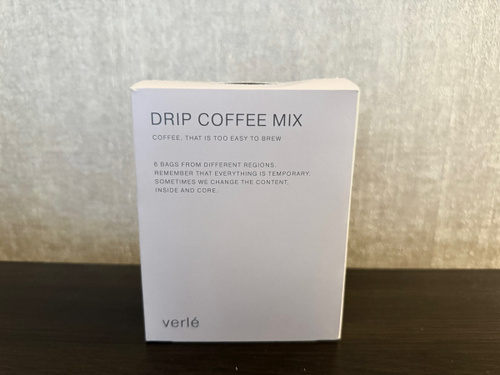 DRIP COFFEE MIX
COFFEE, THAT IS TOO EASY TO BREW
6 BAGS FROM DIFFERENT REGIONS.
REMEMBER THAT EVERYTHING IS TEMPORARY.
SOMETIMES WE CHANGE THE CONTENT,
INSIDE AND CORE.
verlé